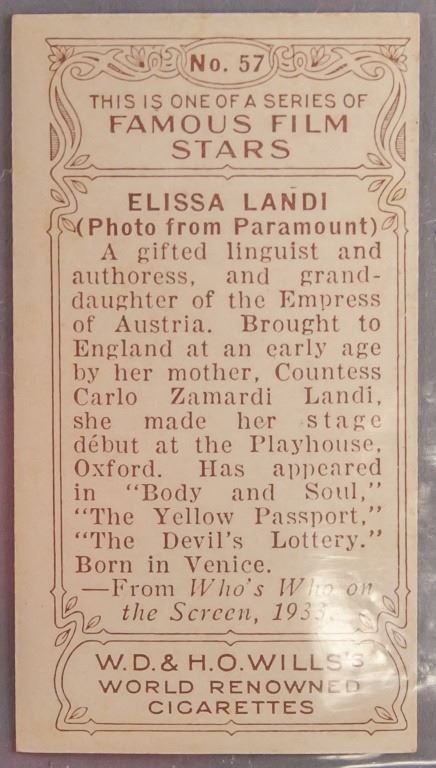 No. 57
THIS IS ONE OF A SERIES OF
FAMOUS FILM
STARS
ELISSA LANDI
(Photo from Paramount)
A gifted linguist and
authoress, and grand-
daughter of the Empress
of Austria. Brought to
England at an early age
by her mother, Countess
Carlo Zamardi Landi,
she made her stage
début at the Playhouse,
Oxford. Has appeared
in "Body and Soul,"
"The Yellow Passport,"
"The Devil's Lottery."
Born in Venice.
—From Who's Who on
the Screen, 1933.
W.D. & H.O. WILLS'S
WORLD RENOWNED
CIGARETTES